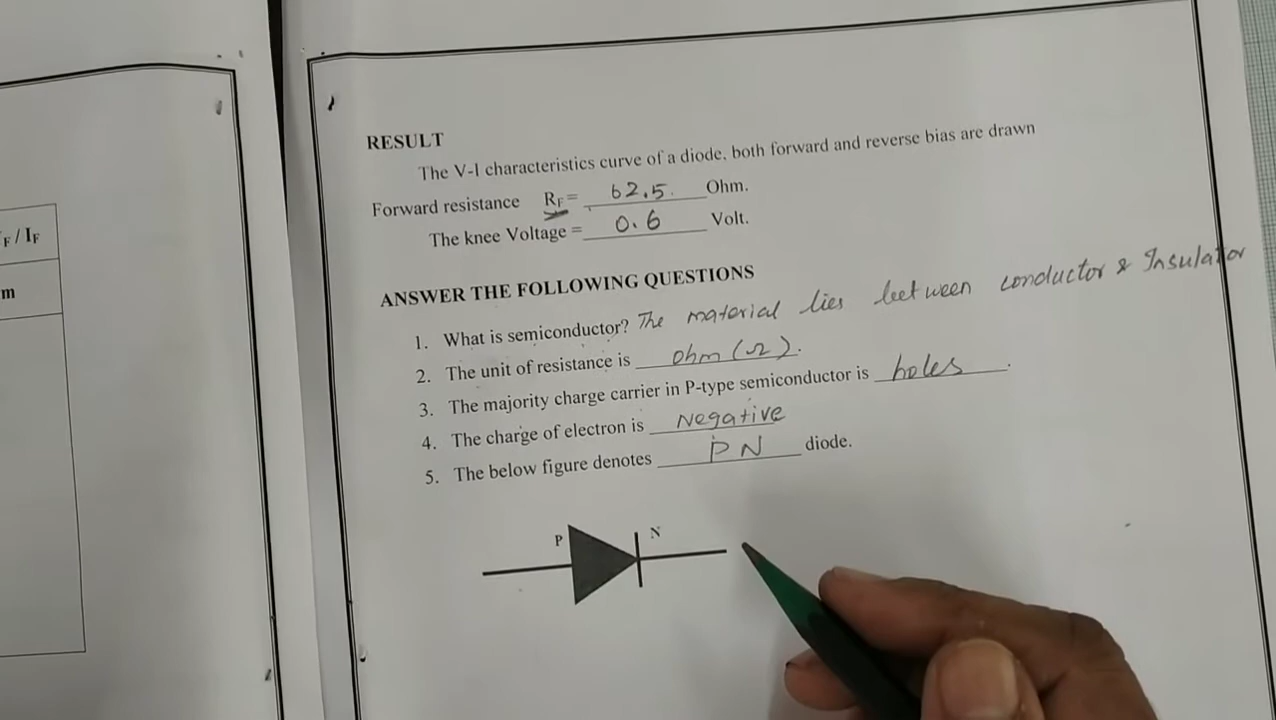 F / IF
m
RESULT
The V-I characteristics curve of a diode, both forward and reverse bias are drawn
Forward resistance RF = 62.5 Ohm.
The knee Voltage = 0.6 Volt.
ANSWER THE FOLLOWING QUESTIONS
1. What is semiconductor? The material lies between conductor & Insulator
2. The unit of resistance is ohm (Ω).
3. The majority charge carrier in P-type semiconductor is holes.
4. The charge of electron is Negative
5. The below figure denotes PN diode.
P N